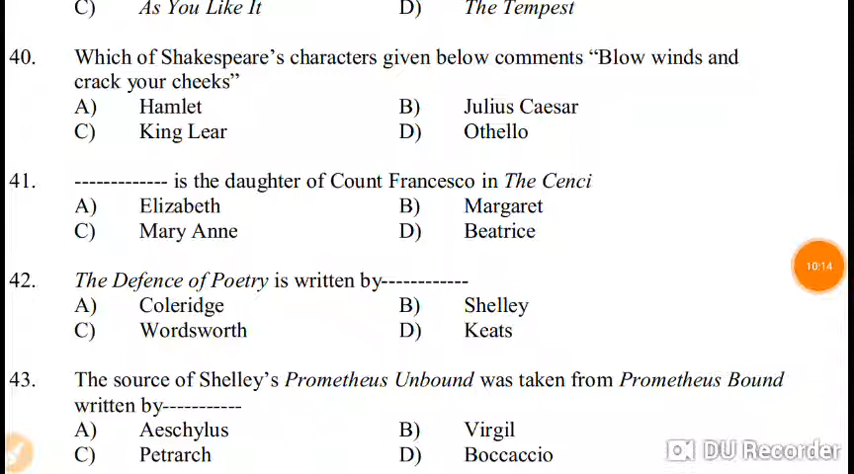 C) As You Like It D) The Tempest
40. Which of Shakespeare's characters given below comments “Blow winds and
crack your cheeks”
A) Hamlet B) Julius Caesar
C) King Lear D) Othello
41. ------------- is the daughter of Count Francesco in The Cenci
A) Elizabeth B) Margaret
C) Mary Anne D) Beatrice
10:14
42. The Defence of Poetry is written by------------
A) Coleridge B) Shelley
C) Wordsworth D) Keats
43. The source of Shelley's Prometheus Unbound was taken from Prometheus Bound
written by-----------
A) Aeschylus B) Virgil
C) Petrarch D) Boccaccio
DU Recorder